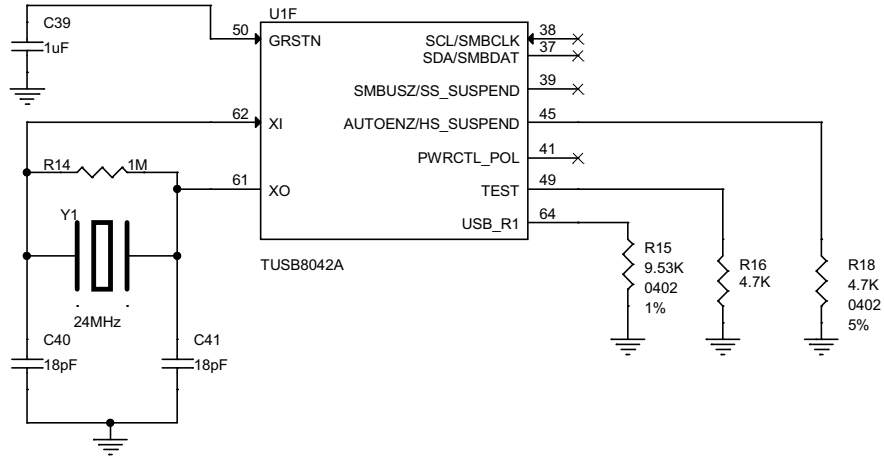 U1F
C39
1uF
50
GRSTN
SCL/SMBCLK
38
SDA/SMBDAT
37
SMBUSZ/SS_SUSPEND
39
62
XI
AUTOENZ/HS_SUSPEND
45
PWRCTL_POL
41
R14
1M
61
XO
TEST
49
Y1
USB_R1
64
TUSB8042A
R15
9.53K
0402
1%
R16
4.7K
R18
4.7K
0402
5%
24MHz
C40
18pF
C41
18pF